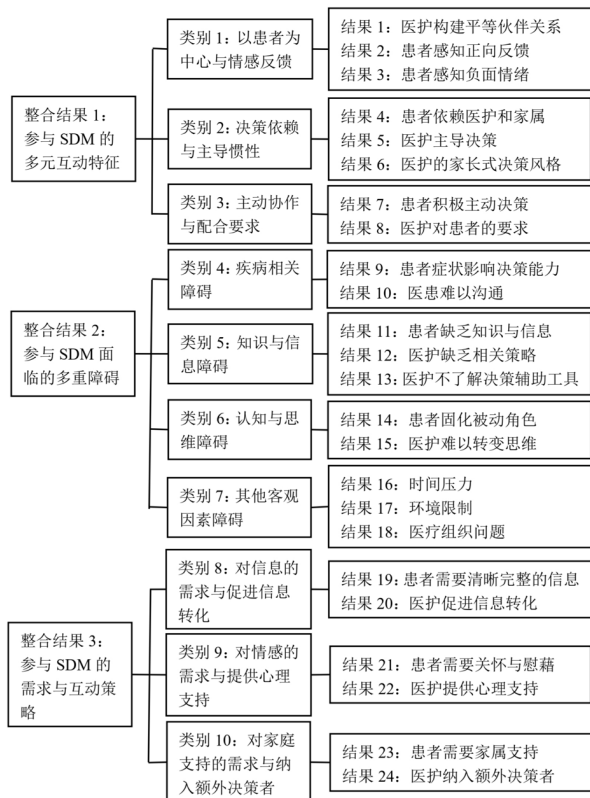 整合结果 1：
参与 SDM 的
多元互动特征
类别 1：以患者为
中心与情感反馈
结果 1：医护构建平等伙伴关系
结果 2：患者感知正向反馈
结果 3：患者感知负面情绪
类别 2：决策依赖
与主导惯性
结果 4：患者依赖医护和家属
结果 5：医护主导决策
结果 6：医护的家长式决策风格
类别 3：主动协作
与配合要求
结果 7：患者积极主动决策
结果 8：医护对患者的要求
整合结果 2：
参与 SDM 面
临的多重障碍
类别 4：疾病相关
障碍
结果 9：患者症状影响决策能力
结果 10：医患难以沟通
类别 5：知识与信
息障碍
结果 11：患者缺乏知识与信息
结果 12：医护缺乏相关策略
结果 13：医护不了解决策辅助工具
类别 6：认知与思
维障碍
结果 14：患者固化被动角色
结果 15：医护难以转变思维
类别 7：其他客观
因素障碍
结果 16：时间压力
结果 17：环境限制
结果 18：医疗组织问题
整合结果 3：
参与 SDM 的
需求与互动策
略
类别 8：对信息的
需求与促进信息
转化
结果 19：患者需要清晰完整的信息
结果 20：医护促进信息转化
类别 9：对情感的
需求与提供心理
支持
结果 21：患者需要关怀与慰藉
结果 22：医护提供心理支持
类别 10：对家庭
支持的需求与纳
入额外决策者
结果 23：患者需要家属支持
结果 24：医护纳入额外决策者